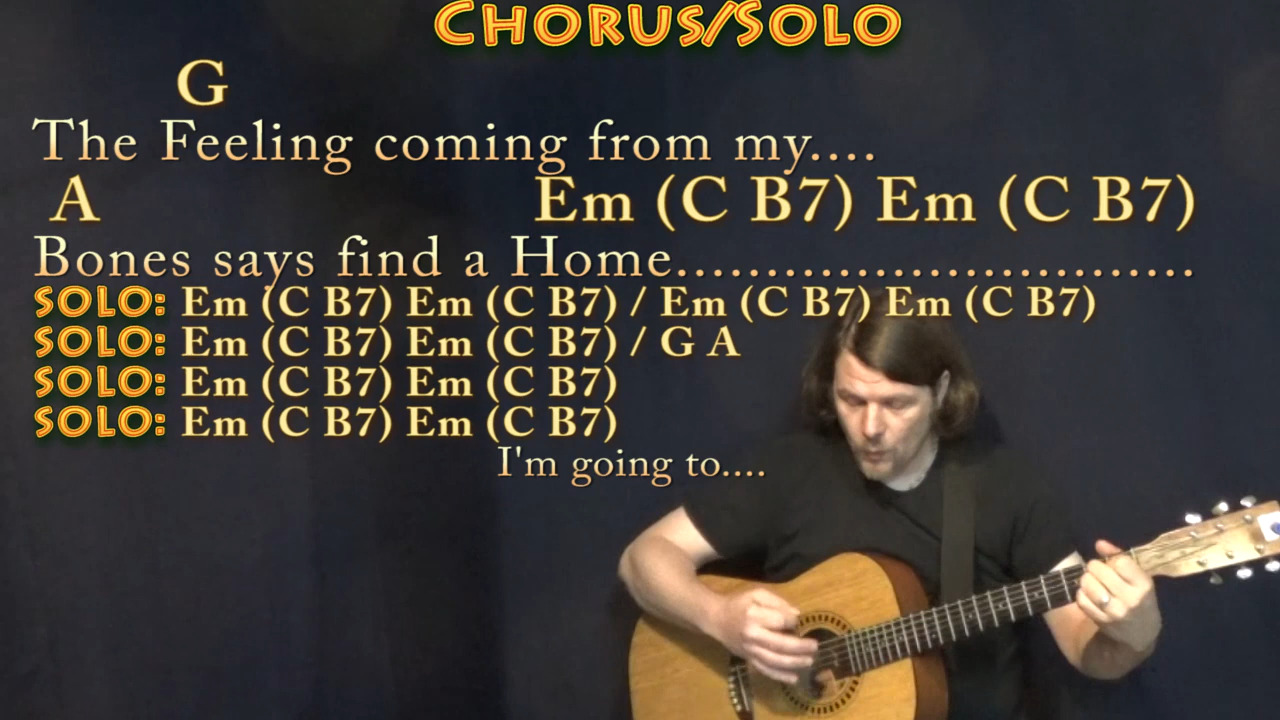 CHORUS/SOLO
G
The Feeling coming from my....
A Em (C B7) Em (C B7)
Bones says find a Home.............................
SOLO: Em (C B7) Em (C B7) / Em (C B7) Em (C B7)
SOLO: Em (C B7) Em (C B7) / G A
SOLO: Em (C B7) Em (C B7)
SOLO: Em (C B7) Em (C B7)
I'm going to....